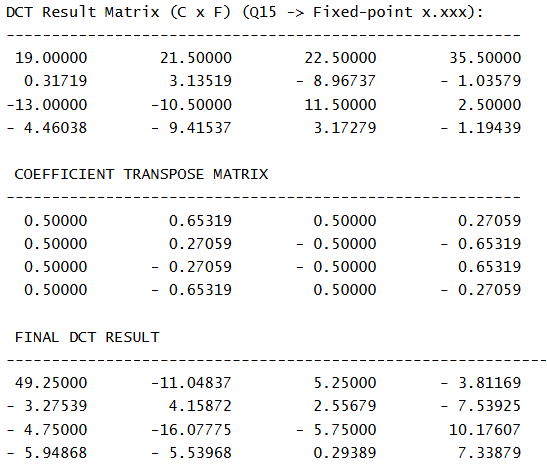 DCT Result Matrix (C x F) (Q15 -> Fixed-point x.xxx):
---------------------------------------------------------
19.00000 21.50000 22.50000 35.50000
0.31719 3.13519 - 8.96737 - 1.03579
-13.00000 -10.50000 11.50000 2.50000
- 4.46038 - 9.41537 3.17279 - 1.19439
COEFFICIENT TRANSPOSE MATRIX
---------------------------------------------------------
0.50000 0.65319 0.50000 0.27059
0.50000 0.27059 - 0.50000 - 0.65319
0.50000 - 0.27059 - 0.50000 0.65319
0.50000 - 0.65319 0.50000 - 0.27059
FINAL DCT RESULT
------------------------------------------------------------
49.25000 -11.04837 5.25000 - 3.81169
- 3.27539 4.15872 2.55679 - 7.53925
- 4.75000 -16.07775 - 5.75000 10.17607
- 5.94868 - 5.53968 0.29389 7.33879